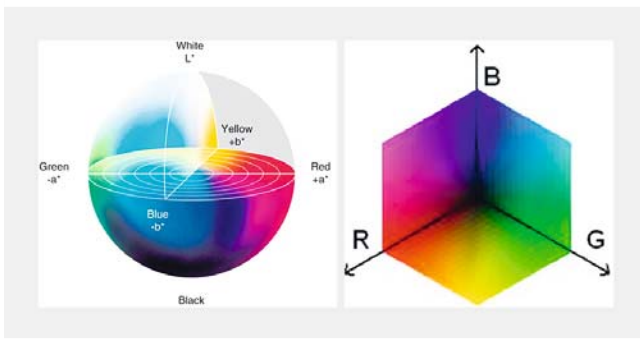 White
L*
Yellow
+b*
Green
-a*
Red
+a*
Blue
-b*
Black
B
R
G